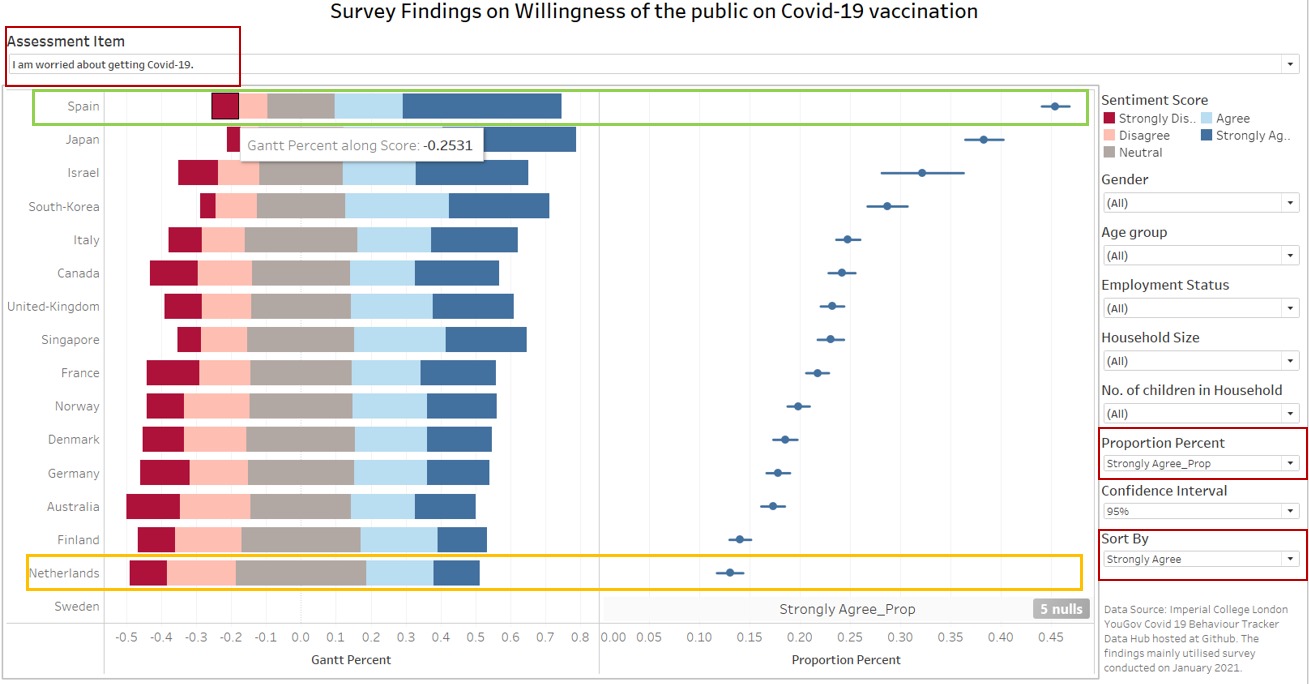 Survey Findings on Willingness of the public on Covid-19 vaccination
Assessment Item
I am worried about getting Covid-19.
Spain
Japan
Israel
South-Korea
Italy
Canada
United-Kingdom
Singapore
France
Norway
Denmark
Germany
Australia
Finland
Netherlands
Sweden
Gantt Percent along Score: -0.2531
-0.5 -0.4 -0.3 -0.2 -0.1 0.0 0.1 0.2 0.3 0.4 0.5 0.6 0.7 0.8
Gantt Percent
Strongly Agree_Prop
5 nulls
0.00 0.05 0.10 0.15 0.20 0.25 0.30 0.35 0.40 0.45
Proportion Percent
Sentiment Score
Strongly Dis.. Agree
Disagree Strongly Ag..
Neutral
Gender
(All)
Age group
(All)
Employment Status
(All)
Household Size
(All)
No. of children in Household
(All)
Proportion Percent
Strongly Agree_Prop
Confidence Interval
95%
Sort By
Strongly Agree
Data Source: Imperial College London
YouGov Covid 19 Behaviour Tracker
Data Hub hosted at Github. The
findings mainly utilised survey
conducted on January 2021.